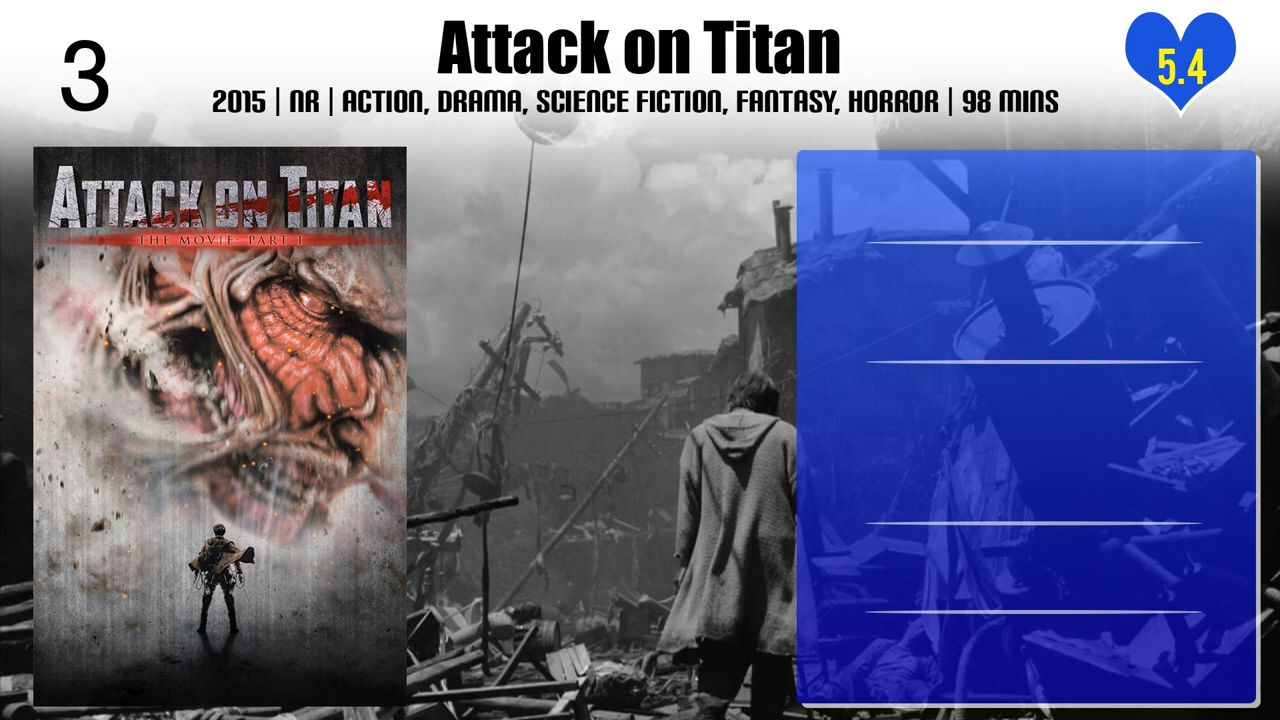 3
Attack on Titan
5.4
2015 | NR | ACTION, DRAMA, SCIENCE FICTION, FANTASY, HORROR | 98 MINS
ATTACK ON TITAN
THE MOVIE: PART 1